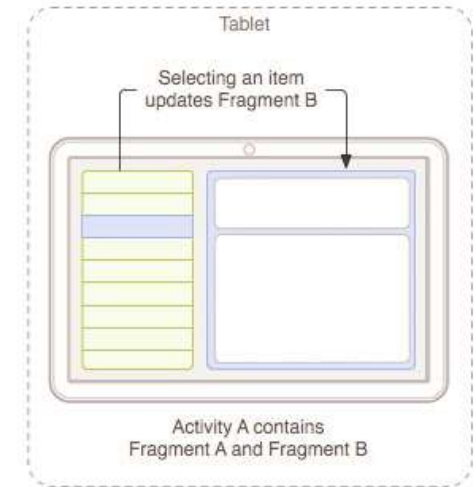 Tablet
Selecting an item
updates Fragment B
Activity A contains
Fragment A and Fragment B